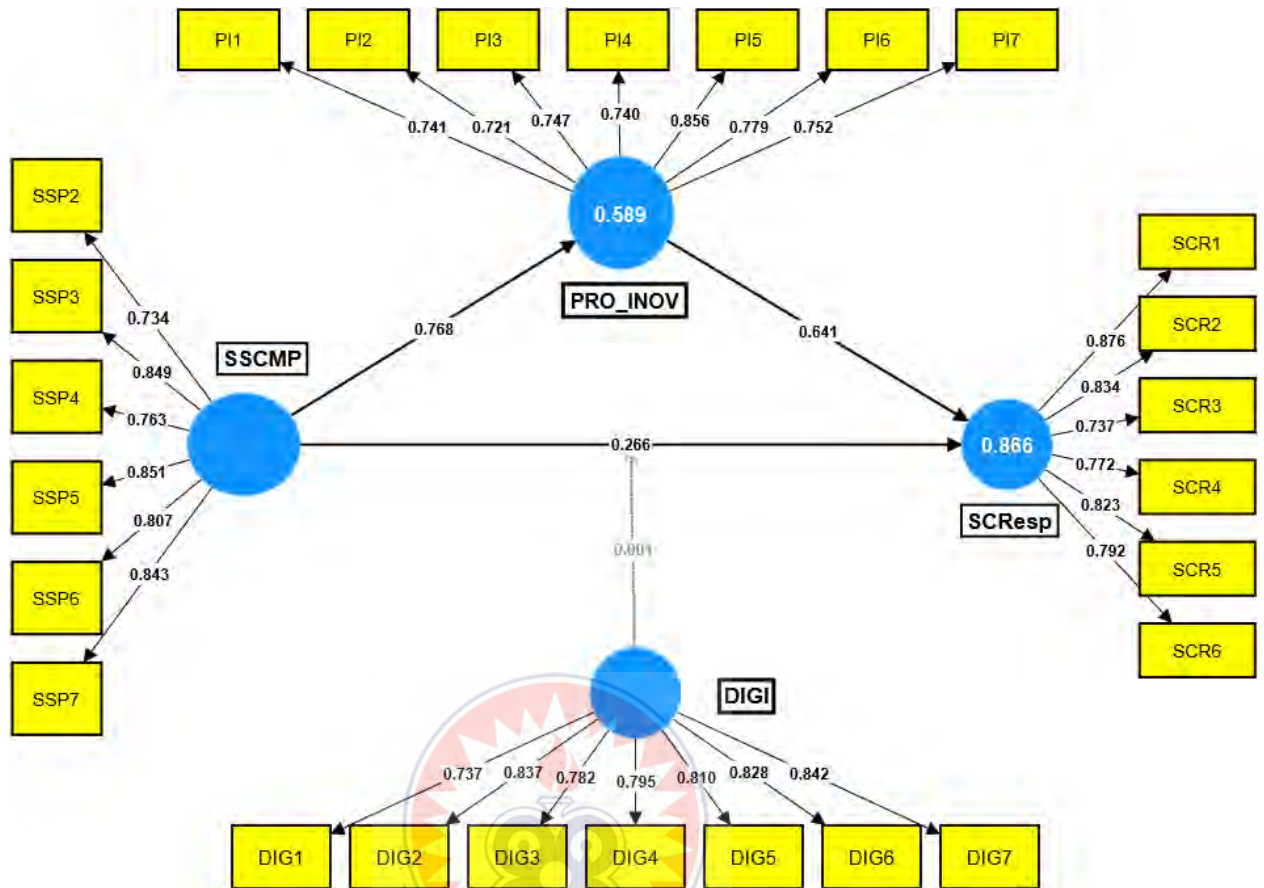 PI1 PI2 PI3 PI4 PI5 PI6 PI7
0.741 0.721 0.747 0.740 0.856 0.779 0.752
SSP2
SSP3
SSP4
SSP5
SSP6
SSP7
0.734
0.849
0.763
0.851
0.807
0.843
SSCMP
0.768
0.589
PRO_INOV
0.641
0.266
0.001
0.866
SCResp
0.876
0.834
0.737
0.772
0.823
0.792
SCR1
SCR2
SCR3
SCR4
SCR5
SCR6
DIGI
0.737 0.837 0.782 0.795 0.810 0.828 0.842
DIG1 DIG2 DIG3 DIG4 DIG5 DIG6 DIG7